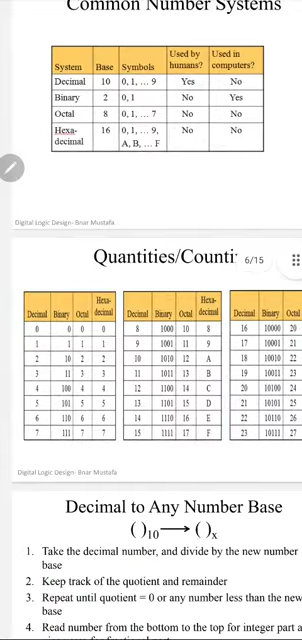 Common Number Systems
System Base Symbols Used by humans? Used in computers?
Decimal 10 0, 1, … 9 Yes No
Binary 2 0, 1 No Yes
Octal 8 0, 1, … 7 No No
Hexa-decimal 16 0, 1, … 9, A, B, … F No No
Digital Logic Design- Bnar Mustafa
Quantities/Counti
6/15
Decimal Binary Octal Hexa-decimal
0 0 0 0
1 1 1 1
2 10 2 2
3 11 3 3
4 100 4 4
5 101 5 5
6 110 6 6
7 111 7 7
Decimal Binary Octal Hexa-decimal
8 1000 10 8
9 1001 11 9
10 1010 12 A
11 1011 13 B
12 1100 14 C
13 1101 15 D
14 1110 16 E
15 1111 17 F
Decimal Binary Octal
16 10000 20
17 10001 21
18 10010 22
19 10011 23
20 10100 24
21 10101 25
22 10110 26
23 10111 27
Digital Logic Design- Bnar Mustafa
Decimal to Any Number Base
( )₁₀ → ( )ₓ
1. Take the decimal number, and divide by the new number
base
2. Keep track of the quotient and remainder
3. Repeat until quotient = 0 or any number less than the new
base
4. Read number from the bottom to the top for integer part a